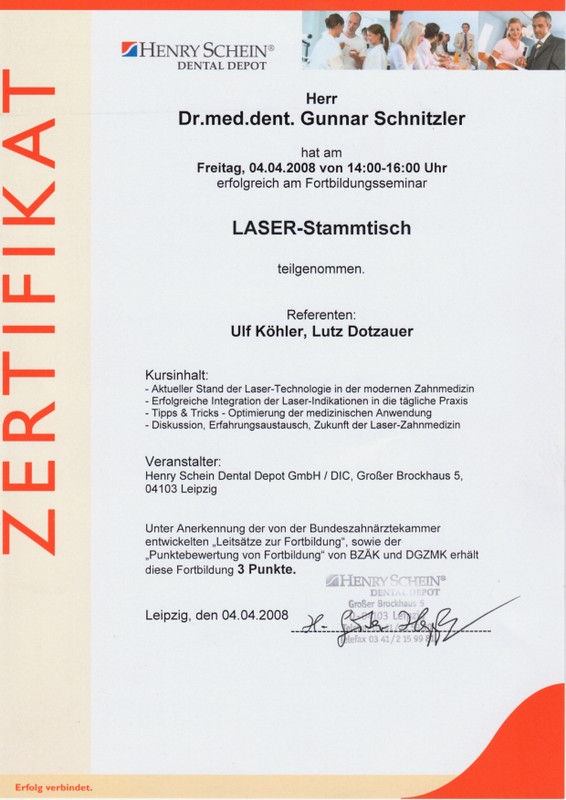 ZERTIFIKAT
HENRY SCHEIN®
DENTAL DEPOT
Herr
Dr.med.dent. Gunnar Schnitzler
hat am
Freitag, 04.04.2008 von 14:00-16:00 Uhr
erfolgreich am Fortbildungsseminar
LASER-Stammtisch
teilgenommen.
Referenten:
Ulf Köhler, Lutz Dotzauer
Kursinhalt:
- Aktueller Stand der Laser-Technologie in der modernen Zahnmedizin
- Erfolgreiche Integration der Laser-Indikationen in die tägliche Praxis
- Tipps & Tricks - Optimierung der medizinischen Anwendung
- Diskussion, Erfahrungsaustausch, Zukunft der Laser-Zahnmedizin
Veranstalter:
Henry Schein Dental Depot GmbH / DIC, Großer Brockhaus 5,
04103 Leipzig
Unter Anerkennung der von der Bundeszahnärztekammer
entwickelten „Leitsätze zur Fortbildung“, sowie der
„Punktebewertung von Fortbildung“ von BZÄK und DGZMK erhält
diese Fortbildung 3 Punkte.
HENRY SCHEIN®
DENTAL DEPOT
Großer Brockhaus 5
Leipzig, den 04.04.2008
Telefax 03 41/2 15 99
Erfolg verbindet.